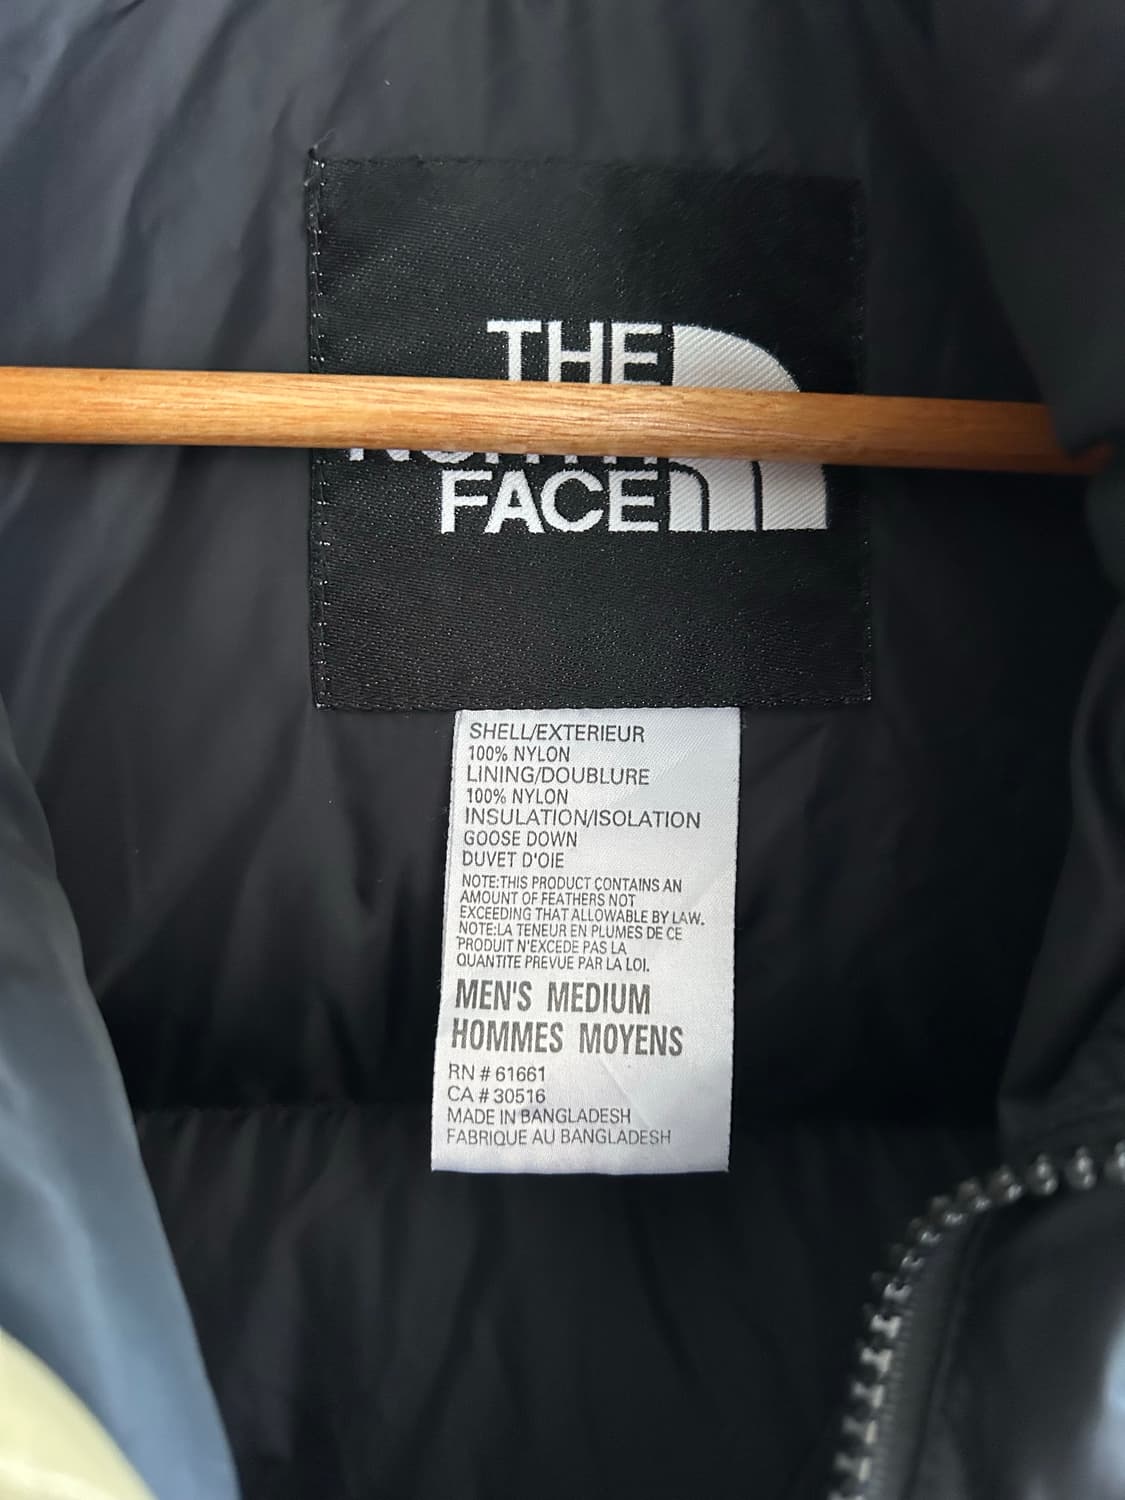 THE
FACE
SHELL/EXTERIEUR
100% NYLON
LINING/DOUBLURE
100% NYLON
INSULATION/ISOLATION
GOOSE DOWN
DUVET D'OIE
NOTE:THIS PRODUCT CONTAINS AN
AMOUNT OF FEATHERS NOT
EXCEEDING THAT ALLOWABLE BY LAW.
NOTE:LA TENEUR EN PLUMES DE CE
PRODUIT N'EXCEDE PAS LA
QUANTITE PREVUE PAR LA LOI.
MEN'S MEDIUM
HOMMES MOYENS
RN # 61661
CA # 30516
MADE IN BANGLADESH
FABRIQUE AU BANGLADESH